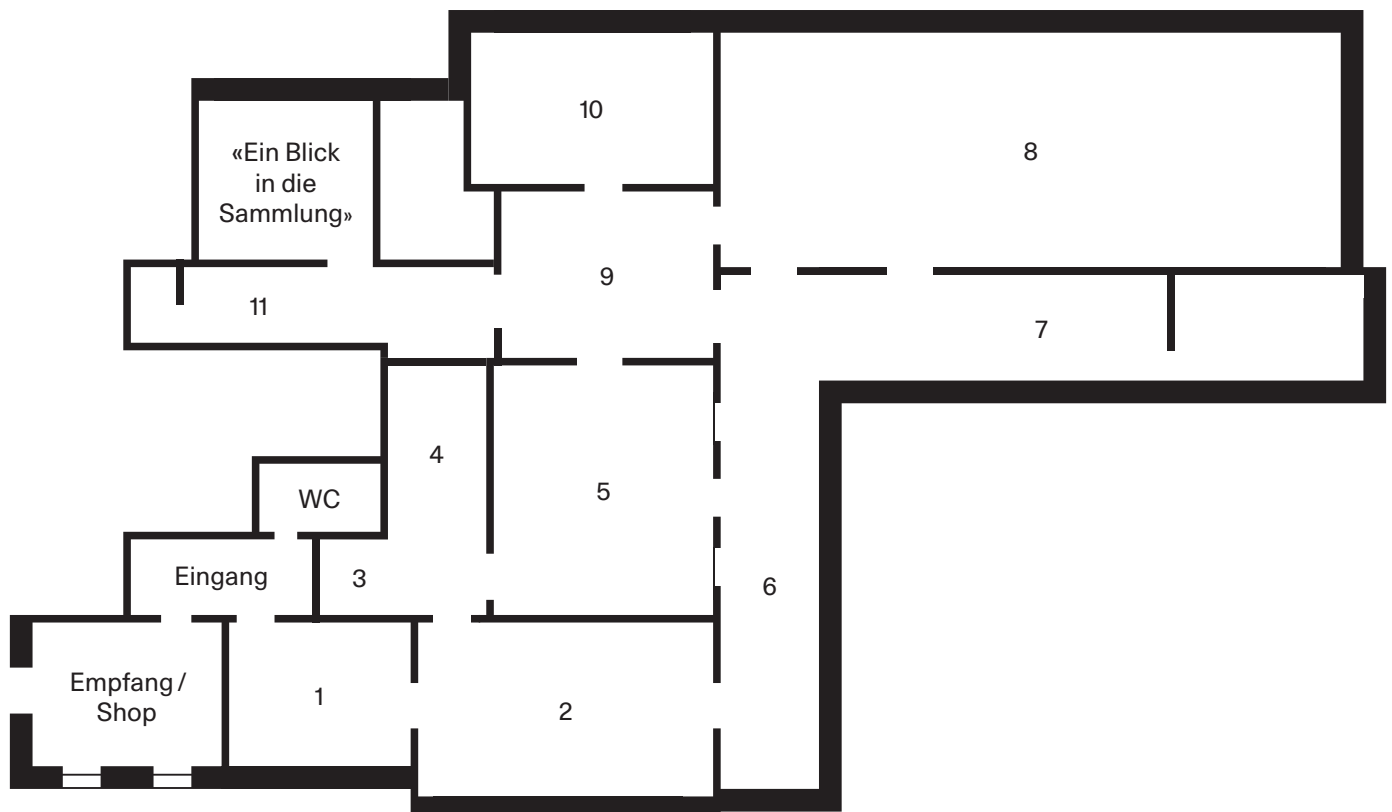 10
8
«Ein Blick
in die
Sammlung»
9
11
7
4
5
WC
Eingang
3
6
Empfang /
Shop
1
2